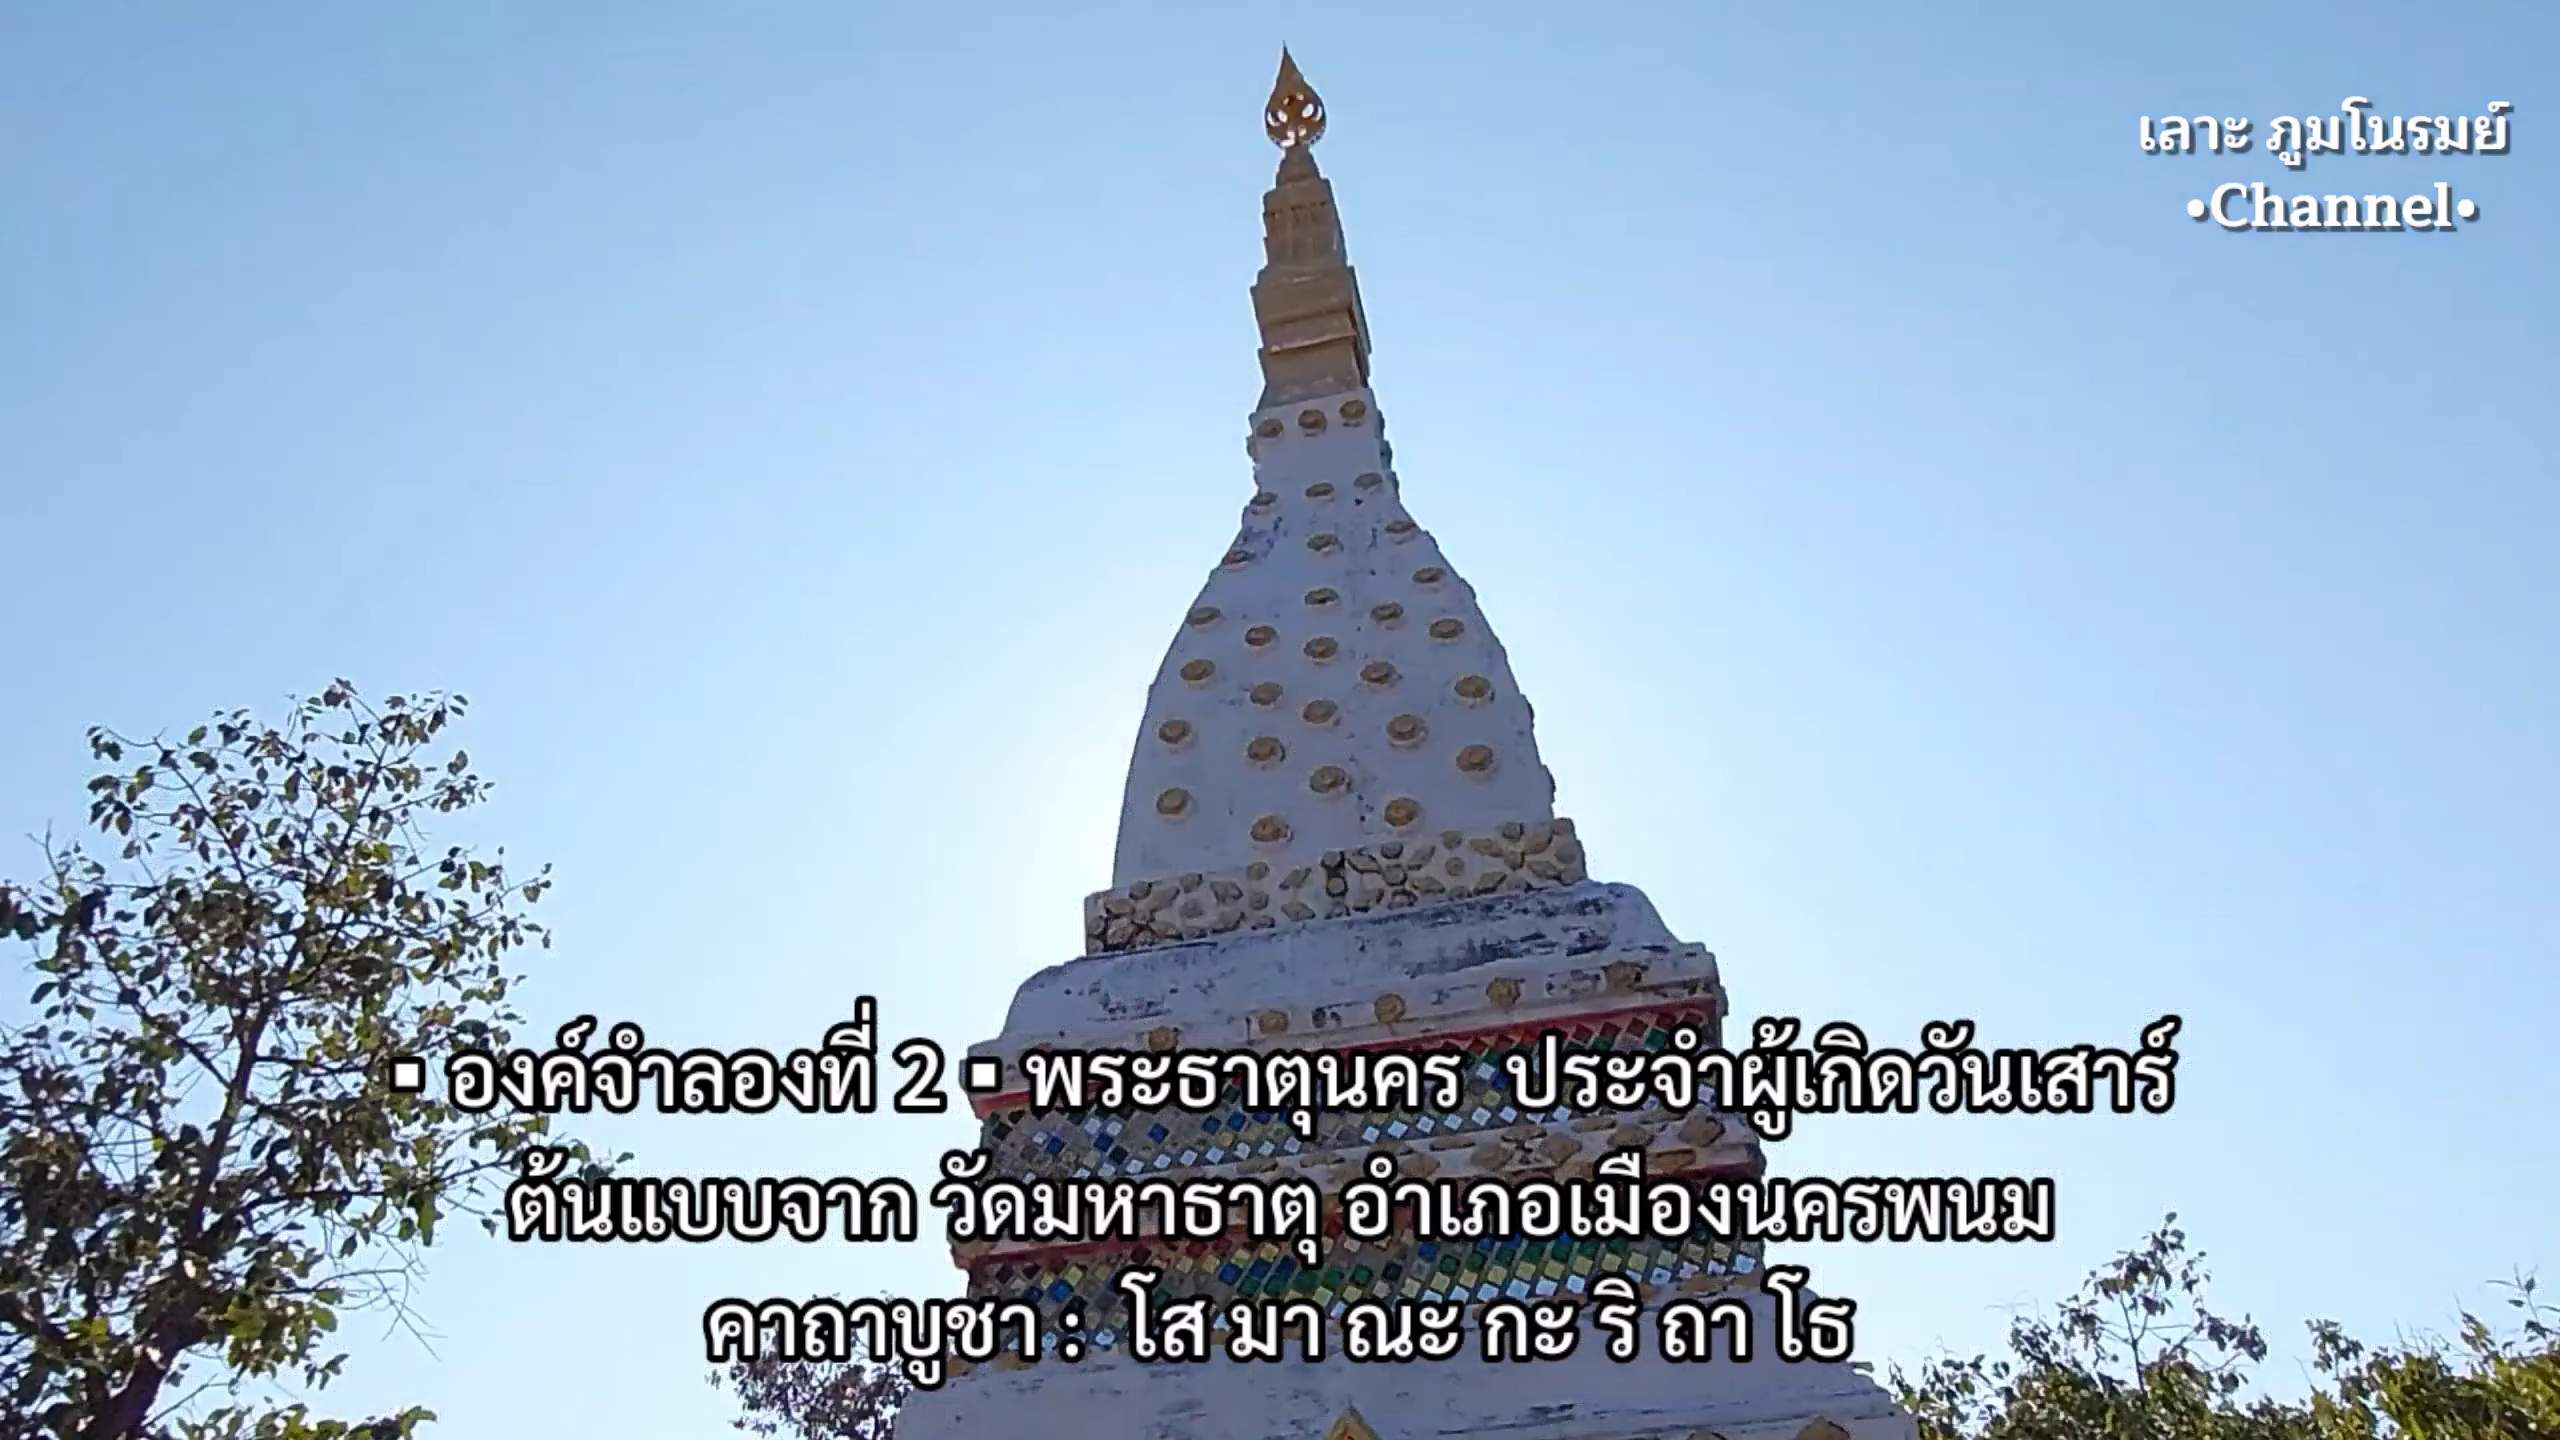 เลาะ ภูมโนรมย์
•Channel•
▪ องค์จำลองที่ 2 ▪ พระธาตุนคร ประจำผู้เกิดวันเสาร์
ต้นแบบจาก วัดมหาธาตุ อำเภอเมืองนครพนม
คาถาบูชา : โส มา ณะ กะ ริ ถา โธ